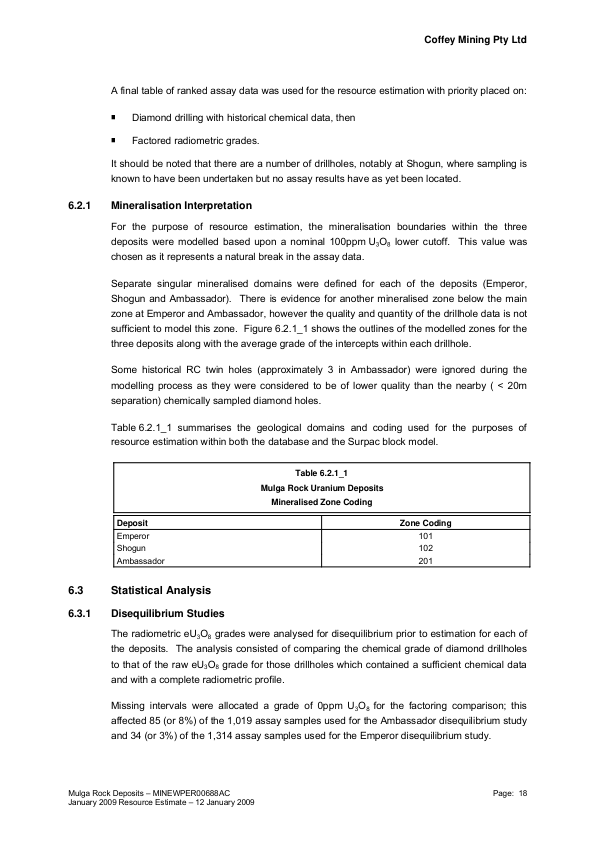 Coffey Mining Pty Ltd
A final table of ranked assay data was used for the resource estimation with priority placed on:
▪ Diamond drilling with historical chemical data, then
▪ Factored radiometric grades.
It should be noted that there are a number of drillholes, notably at Shogun, where sampling is
known to have been undertaken but no assay results have as yet been located.
6.2.1 Mineralisation Interpretation
For the purpose of resource estimation, the mineralisation boundaries within the three
deposits were modelled based upon a nominal 100ppm U₃O₈ lower cutoff. This value was
chosen as it represents a natural break in the assay data.
Separate singular mineralised domains were defined for each of the deposits (Emperor,
Shogun and Ambassador). There is evidence for another mineralised zone below the main
zone at Emperor and Ambassador, however the quality and quantity of the drillhole data is not
sufficient to model this zone. Figure 6.2.1_1 shows the outlines of the modelled zones for the
three deposits along with the average grade of the intercepts within each drillhole.
Some historical RC twin holes (approximately 3 in Ambassador) were ignored during the
modelling process as they were considered to be of lower quality than the nearby ( < 20m
separation) chemically sampled diamond holes.
Table 6.2.1_1 summarises the geological domains and coding used for the purposes of
resource estimation within both the database and the Surpac block model.
Table 6.2.1_1
Mulga Rock Uranium Deposits
Mineralised Zone Coding
Deposit Zone Coding
Emperor 101
Shogun 102
Ambassador 201
6.3 Statistical Analysis
6.3.1 Disequilibrium Studies
The radiometric eU₃O₈ grades were analysed for disequilibrium prior to estimation for each of
the deposits. The analysis consisted of comparing the chemical grade of diamond drillholes
to that of the raw eU₃O₈ grade for those drillholes which contained a sufficient chemical data
and with a complete radiometric profile.
Missing intervals were allocated a grade of 0ppm U₃O₈ for the factoring comparison; this
affected 85 (or 8%) of the 1,019 assay samples used for the Ambassador disequilibrium study
and 34 (or 3%) of the 1,314 assay samples used for the Emperor disequilibrium study.
Mulga Rock Deposits – MINEWPER00688AC Page: 18
January 2009 Resource Estimate – 12 January 2009